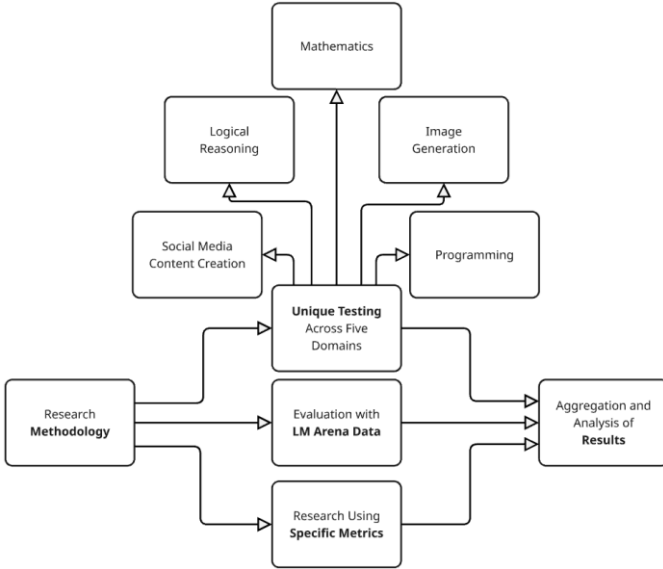 Mathematics
Logical
Reasoning
Image
Generation
Social Media
Content Creation
Programming
Unique Testing
Across Five
Domains
Research
Methodology
Evaluation with
LM Arena Data
Aggregation and
Analysis of
Results
Research Using
Specific Metrics